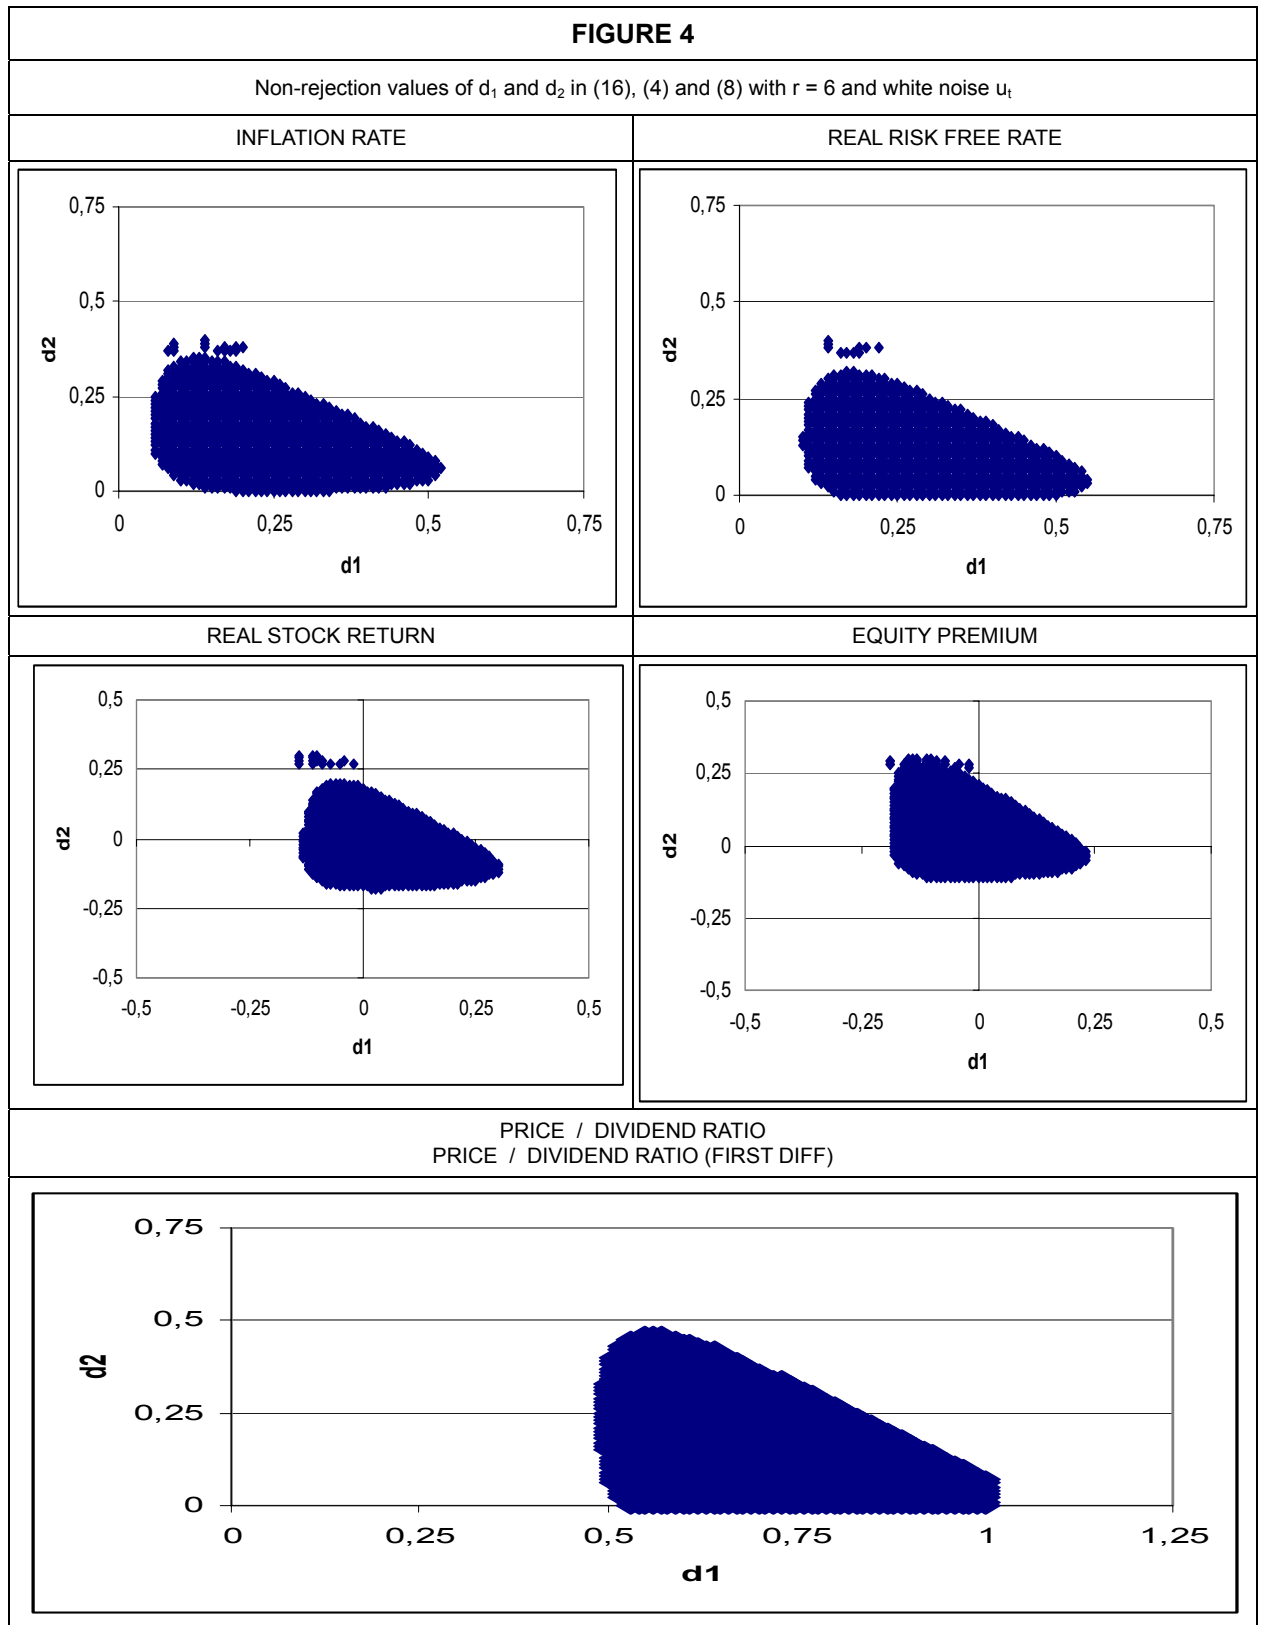 FIGURE 4
Non-rejection values of d1 and d2 in (16), (4) and (8) with r = 6 and white noise ut
INFLATION RATE
REAL RISK FREE RATE
0,75
0,5
0,25
0
d2
0
0,25
0,5
0,75
d1
0,75
0,5
0,25
0
d2
0
0,25
0,5
0,75
d1
REAL STOCK RETURN
EQUITY PREMIUM
0,5
0,25
0
-0,25
-0,5
d2
-0,5
-0,25
0
0,25
0,5
d1
0,5
0,25
0
-0,25
-0,5
d2
-0,5
-0,25
0
0,25
0,5
d1
PRICE / DIVIDEND RATIO
PRICE / DIVIDEND RATIO (FIRST DIFF)
0,75
0,5
0,25
0
d2
0
0,25
0,5
0,75
1
1,25
d1